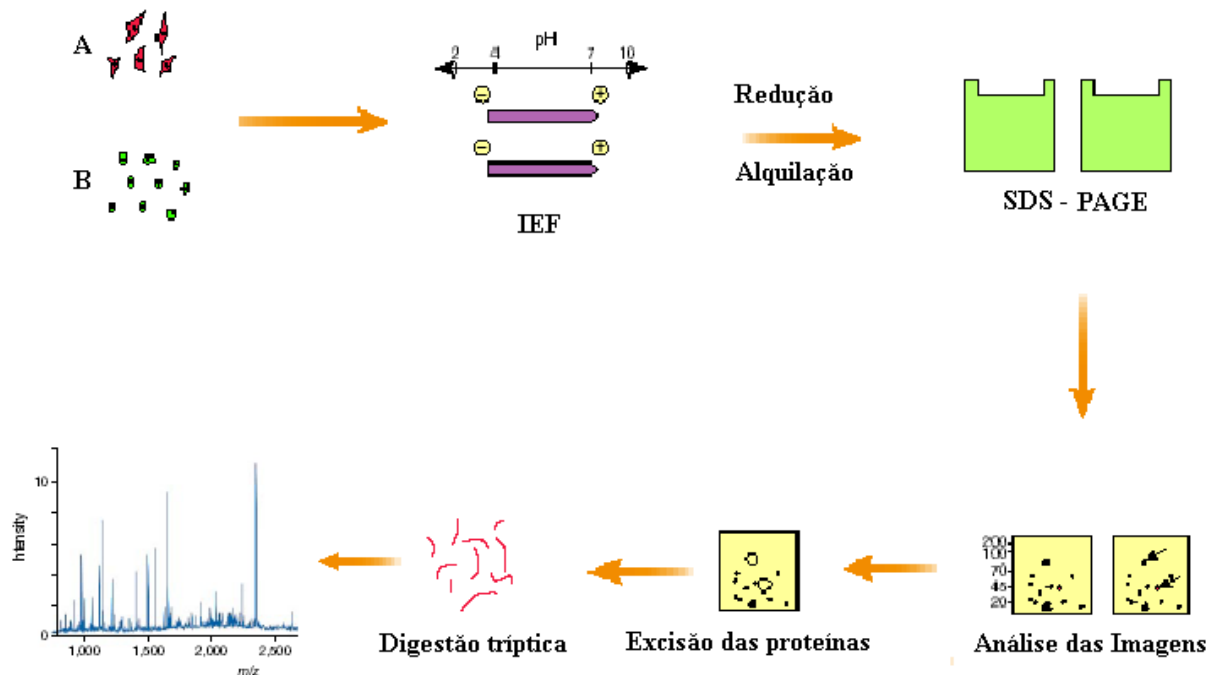 A
B
pH
2 4 7 10
− +
− +
IEF
Redução
Alquilação
SDS - PAGE
200
100
70
45
20
Análise das Imagens
Excisão das proteínas
Digestão tríptica
Intensity
10
0
1,000 1,500 2,000 2,500
m/z